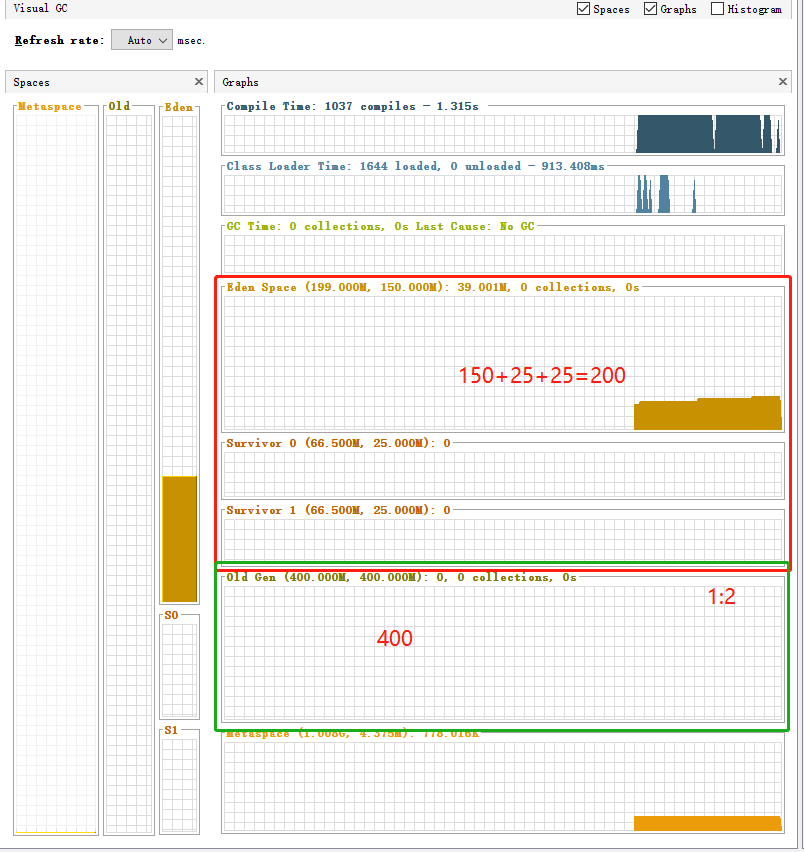 Visual GC
Spaces Graphs Histogram
Refresh rate: Auto msec.
Spaces
Graphs
Metaspace
Old
Eden
S0
S1
Compile Time: 1037 compiles - 1.315s
Class Loader Time: 1644 loaded, 0 unloaded - 913.408ms
GC Time: 0 collections, 0s Last Cause: No GC
Eden Space (199.000M, 150.000M): 39.001M, 0 collections, 0s
150+25+25=200
Survivor 0 (66.500M, 25.000M): 0
Survivor 1 (66.500M, 25.000M): 0
Old Gen (400.000M, 400.000M): 0, 0 collections, 0s
1:2
400
Metaspace (1.008G, 4.375M): 778.016K